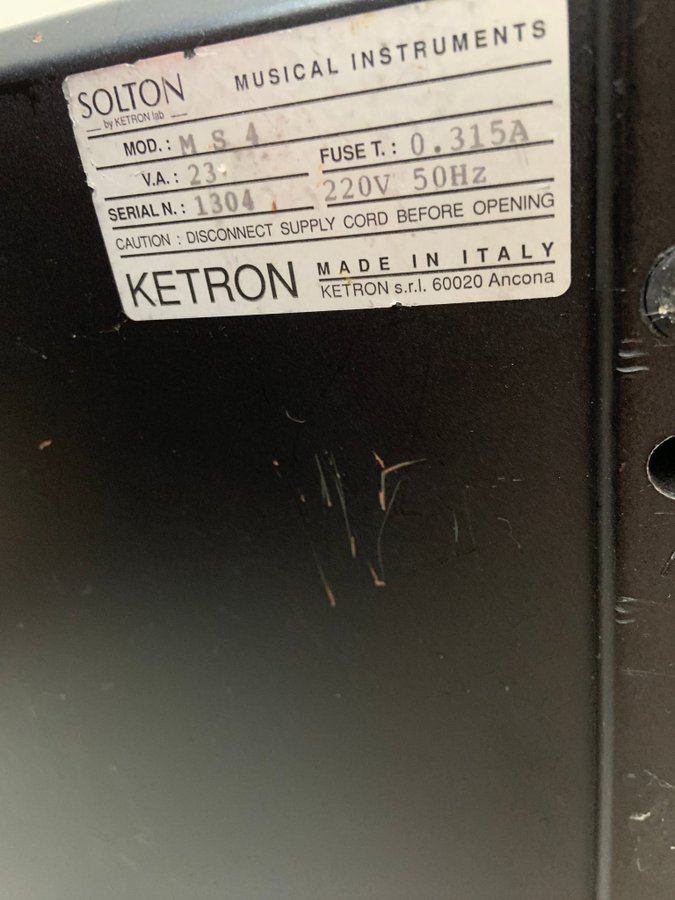 SOLTON MUSICAL INSTRUMENTS
by KETRON lab
MOD.: M S 4
V.A.: 23 FUSE T.: 0.315A
SERIAL N.: 1304 220V 50Hz
CAUTION : DISCONNECT SUPPLY CORD BEFORE OPENING
KETRON MADE IN ITALY
KETRON s.r.l. 60020 Ancona